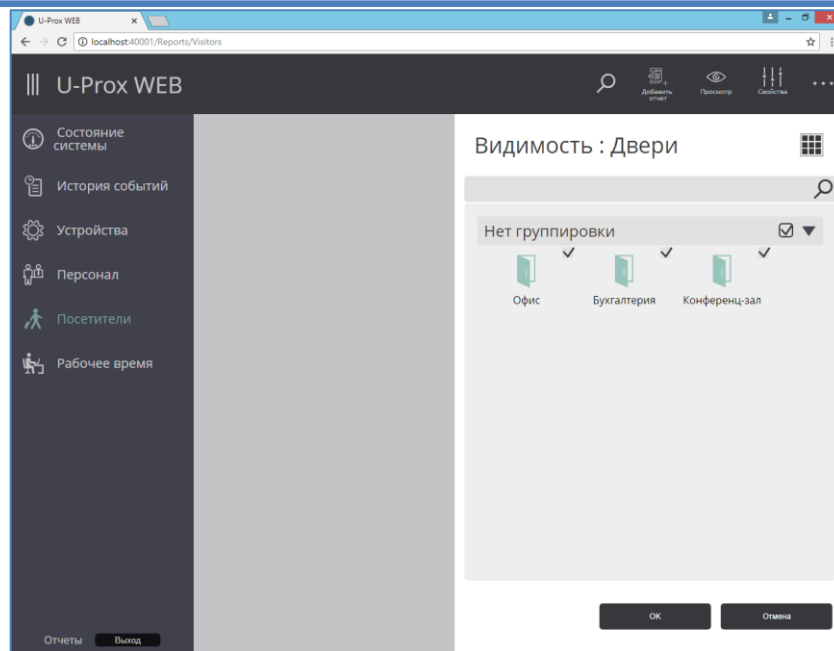 U-Prox WEB
localhost:40001/Reports/Visitors
U-Prox WEB
Добавить
отчет
Просмотр
Свойства
Состояние
системы
История событий
Устройства
Персонал
Посетители
Рабочее время
Отчеты
Выход
Видимость : Двери
Нет группировки
Офис
Бухгалтерия
Конференц-зал
ОК
Отмена